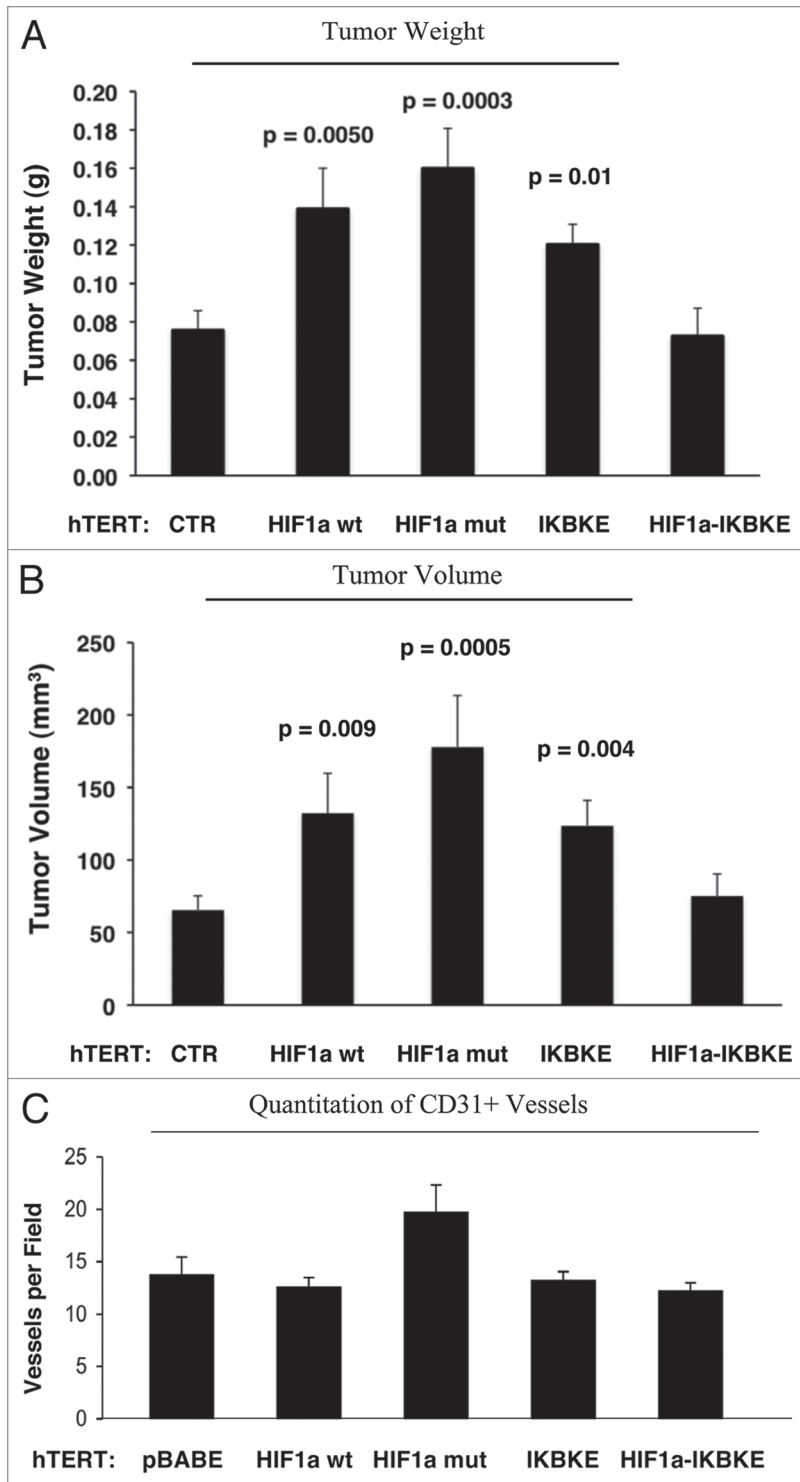 A
Tumor Weight
Tumor Weight (g)
0.20
0.18
0.16
0.14
0.12
0.10
0.08
0.06
0.04
0.02
0.00
p = 0.0050
p = 0.0003
p = 0.01
hTERT: CTR HIF1a wt HIF1a mut IKBKE HIF1a-IKBKE
B
Tumor Volume
Tumor Volume (mm³)
250
200
150
100
50
0
p = 0.009
p = 0.0005
p = 0.004
hTERT: CTR HIF1a wt HIF1a mut IKBKE HIF1a-IKBKE
C
Quantitation of CD31+ Vessels
Vessels per Field
25
20
15
10
5
0
hTERT: pBABE HIF1a wt HIF1a mut IKBKE HIF1a-IKBKE